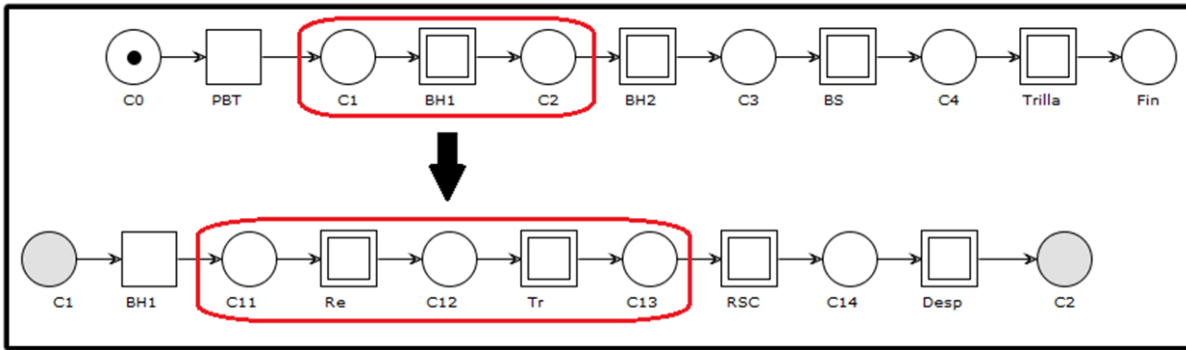 C0 PBT C1 BH1 C2 BH2 C3 BS C4 Trilla Fin
C1 BH1 C11 Re C12 Tr C13 RSC C14 Desp C2